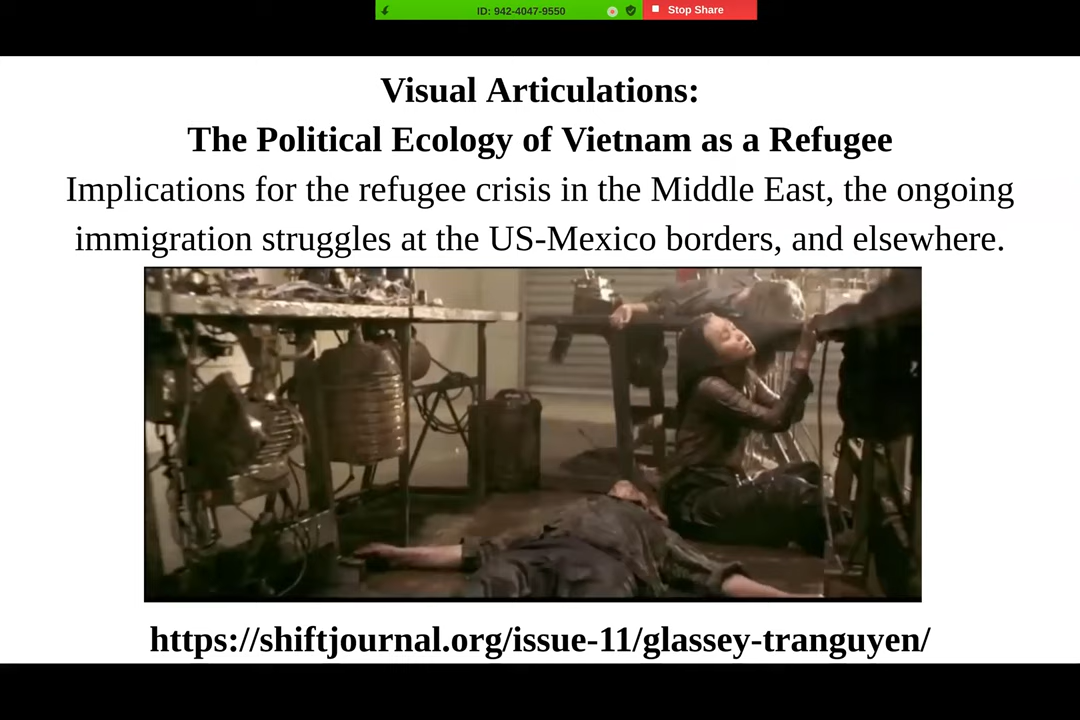 ID: 942-4047-9550
Stop Share
Visual Articulations:
The Political Ecology of Vietnam as a Refugee
Implications for the refugee crisis in the Middle East, the ongoing
immigration struggles at the US-Mexico borders, and elsewhere.
https://shiftjournal.org/issue-11/glassey-tranguyen/